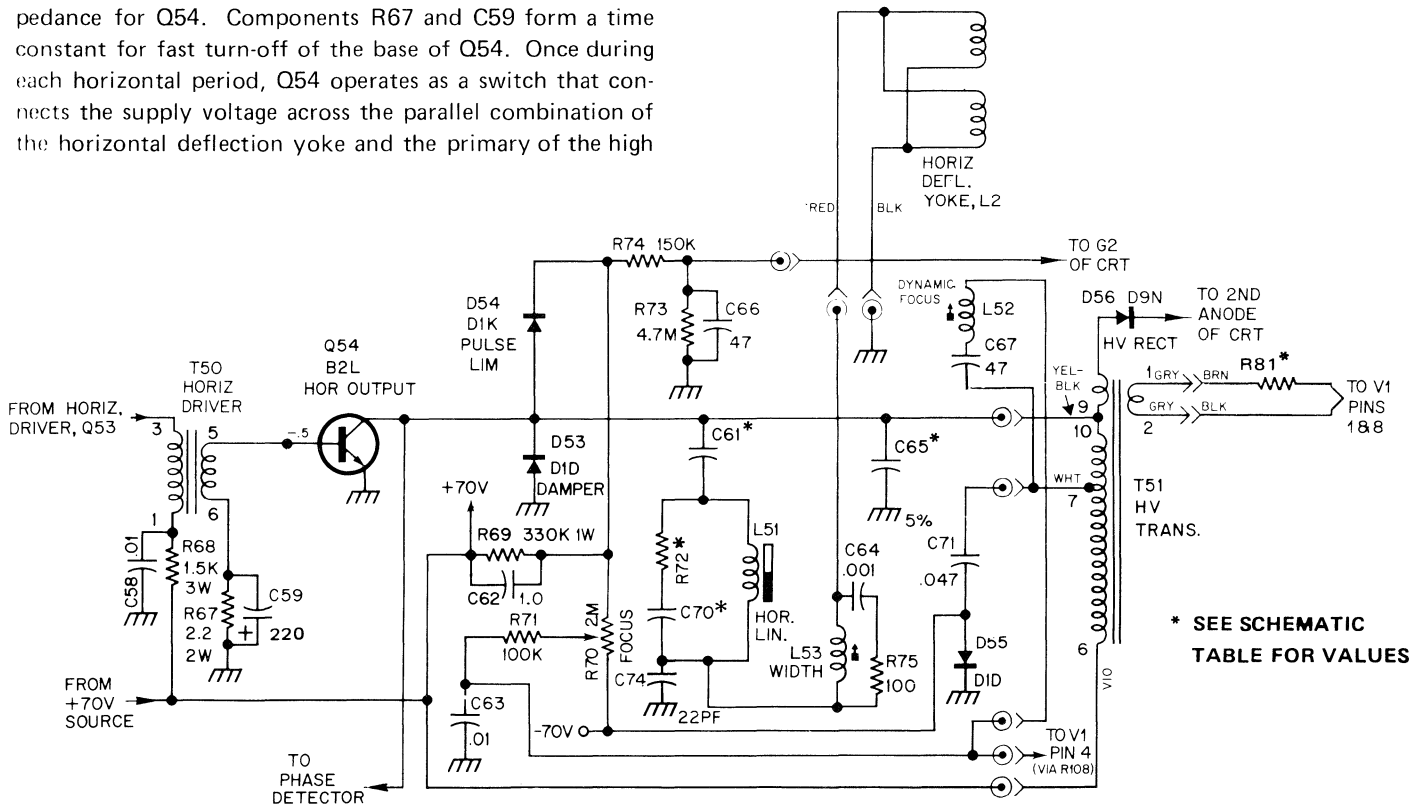 pedance for Q54. Components R67 and C59 form a time
constant for fast turn-off of the base of Q54. Once during
each horizontal period, Q54 operates as a switch that con-
nects the supply voltage across the parallel combination of
the horizontal deflection yoke and the primary of the high
HORIZ
DEFL.
YOKE, L2
RED
BLK
R74 150K
TO G2
OF CRT
D54
D1K
PULSE
LIM
R73
4.7M
C66
47
DYNAMIC
FOCUS
L52
C67
47
D56 D9N
HV RECT
TO 2ND
ANODE
OF CRT
Q54
B2L
HOR OUTPUT
T50
HORIZ
DRIVER
FROM HORIZ,
DRIVER, Q53
3
5
-.5
1
6
YEL-
BLK
9
10
1 GRY
BRN
R81*
GRY
BLK
2
TO V1
PINS
1&8
D53
D1D
DAMPER
C61*
C65*
5%
WHT
7
T51
HV
TRANS.
+70V
R69 330K 1W
C62
1.0
R72*
L51
C70*
HOR.
LIN.
C64
.001
C71
.047
.01
C58
R68
1.5K
3W
R67
2.2
2W
C59
+
220
R71
100K
R70 2M
FOCUS
C74
22PF
L53
WIDTH
R75
100
D55
D1D
6
VIO
* SEE SCHEMATIC
TABLE FOR VALUES
FROM
+70V
SOURCE
C63
.01
-70V
TO V1
PIN 4
(VIA R108)
TO
PHASE
DETECTOR